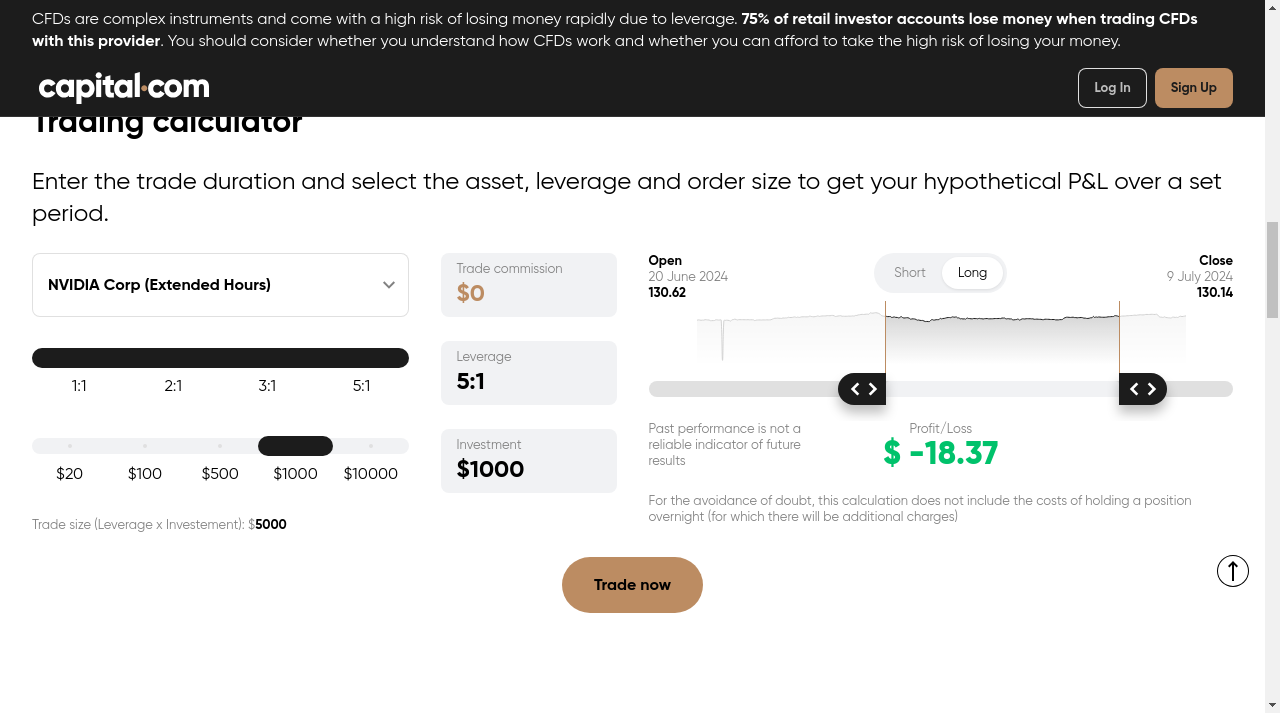 CFDs are complex instruments and come with a high risk of losing money rapidly due to leverage. 75% of retail investor accounts lose money when trading CFDs
with this provider. You should consider whether you understand how CFDs work and whether you can afford to take the high risk of losing your money.
capital.com
Log In
Sign Up
Trading calculator
Enter the trade duration and select the asset, leverage and order size to get your hypothetical P&L over a set
period.
NVIDIA Corp (Extended Hours)
1:1 2:1 3:1 5:1
$20 $100 $500 $1000 $10000
Trade size (Leverage x Investement): $5000
Trade commission
$0
Leverage
5:1
Investment
$1000
Open
20 June 2024
130.62
Short Long
Close
9 July 2024
130.14
Past performance is not a
reliable indicator of future
results
Profit/Loss
$ -18.37
For the avoidance of doubt, this calculation does not include the costs of holding a position
overnight (for which there will be additional charges)
Trade now